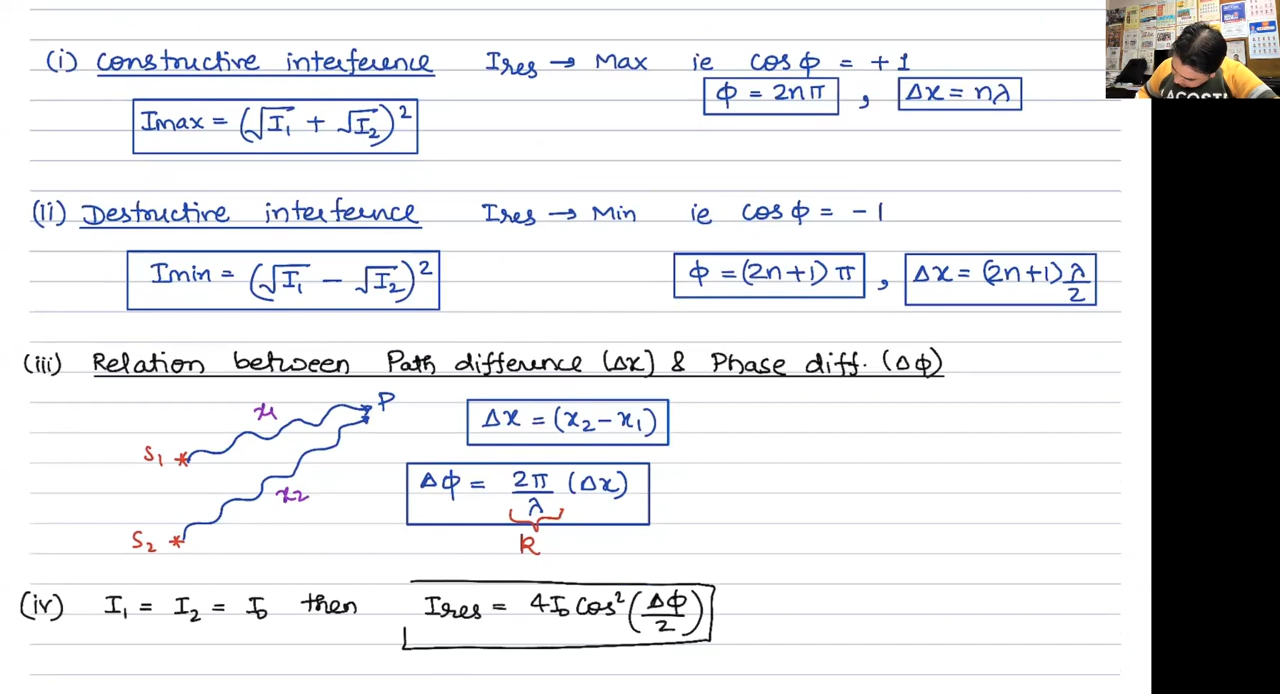 (i) Constructive interference Ires → Max ie cosϕ = +1
Imax = (√I₁ + √I₂)² ϕ = 2nπ , Δx = nλ
(ii) Destructive interfeernce Ires → Min ie cosϕ = -1
Imin = (√I₁ - √I₂)² ϕ = (2n+1)π , Δx = (2n+1)λ/2
(iii) Relation between Path difference (Δx) & Phase diff. (Δϕ)
x₁ P
Δx = (x₂ - x₁)
S₁
Δϕ = 2π/λ (Δx)
x₂
S₂
k
(iv) I₁ = I₂ = I₀ then Ires = 4I₀ Cos² (Δϕ/2)